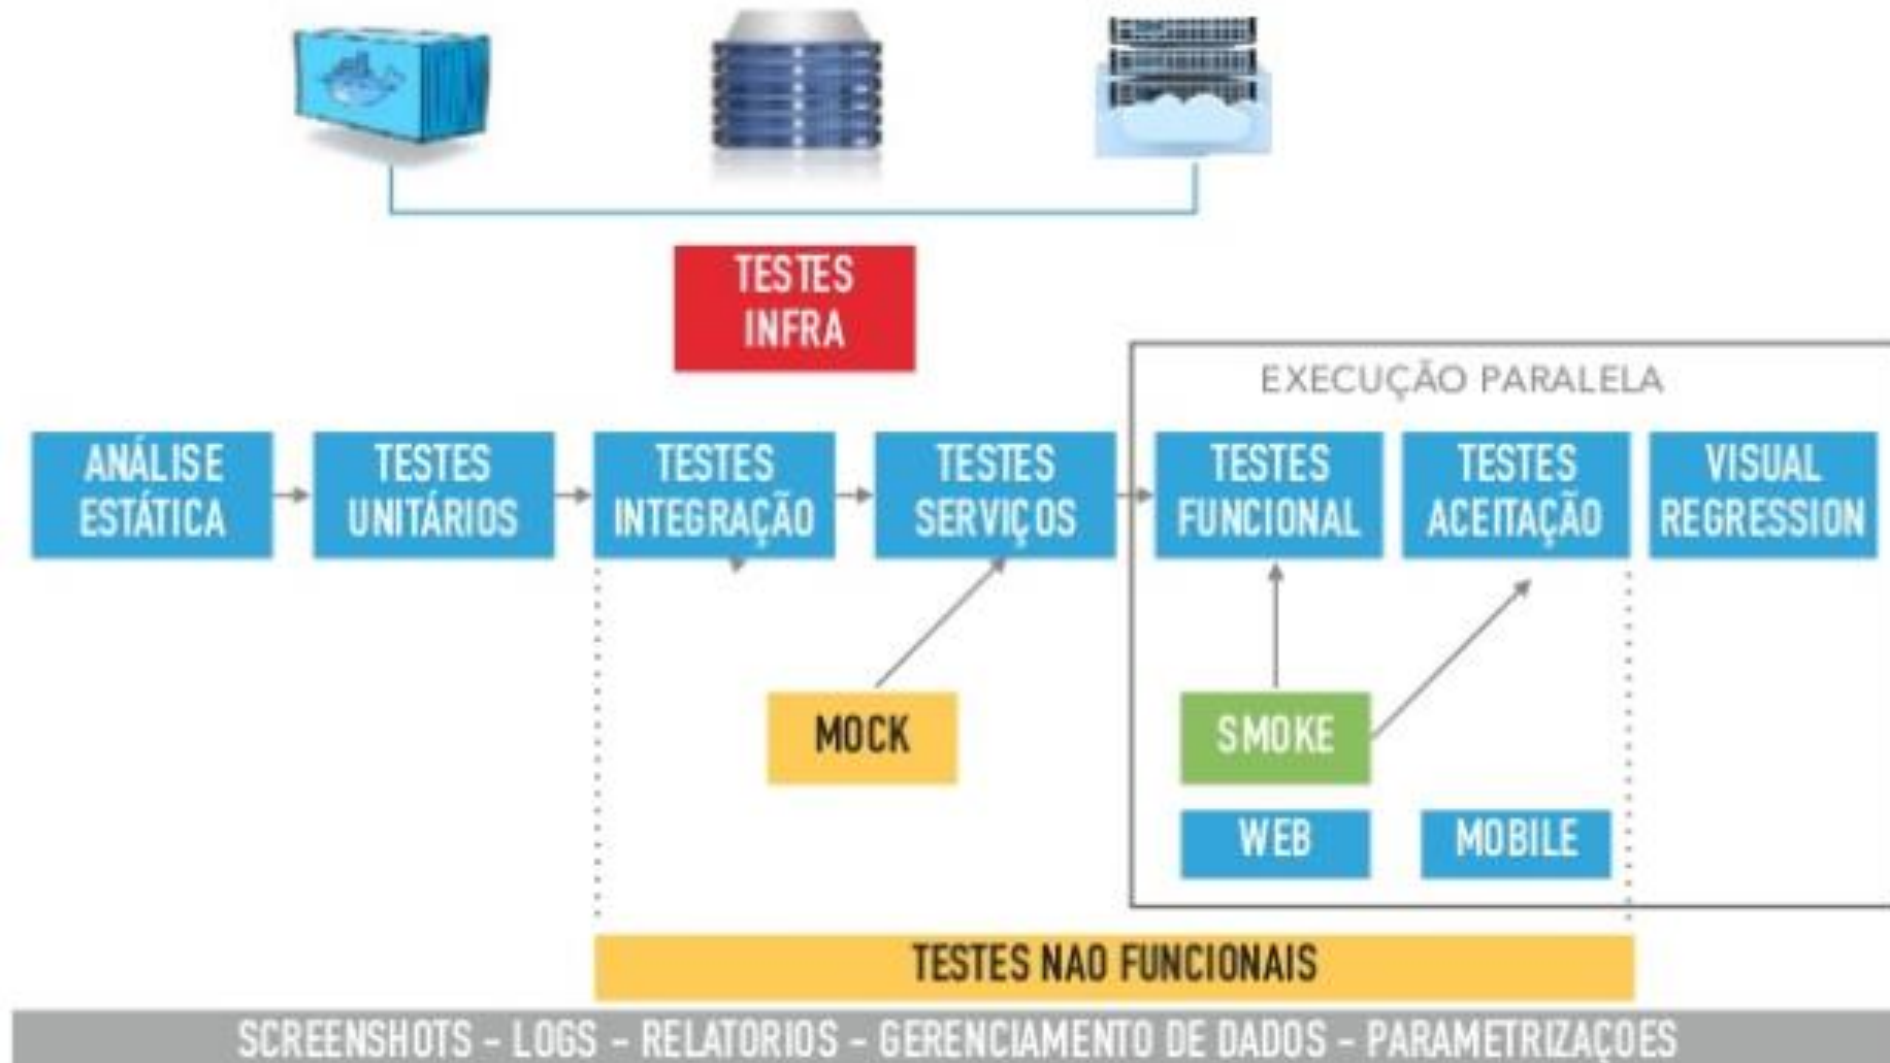 TESTES
INFRA
EXECUÇÃO PARALELA
ANÁLISE
ESTÁTICA
TESTES
UNITÁRIOS
TESTES
INTEGRAÇÃO
TESTES
SERVIÇOS
TESTES
FUNCIONAL
TESTES
ACEITAÇÃO
VISUAL
REGRESSION
MOCK
SMOKE
WEB
MOBILE
TESTES NAO FUNCIONAIS
SCREENSHOTS - LOGS - RELATORIOS - GERENCIAMENTO DE DADOS - PARAMETRIZAÇOES